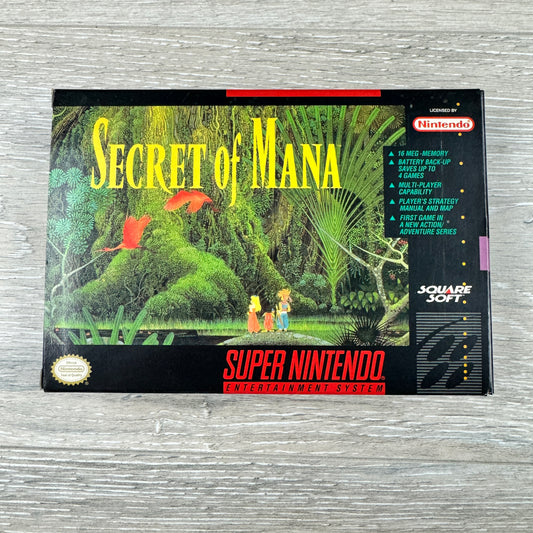 SECRET of MANA
LICENSED BY
Nintendo
16 MEG-MEMORY
BATTERY BACK-UP
SAVES UP TO
4 GAMES
MULTI-PLAYER
CAPABILITY
PLAYER'S STRATEGY
MANUAL AND MAP
FIRST GAME IN
A NEW ACTION/
ADVENTURE SERIES
SQUARE
SOFT
Nintendo
SUPER NINTENDO
ENTERTAINMENT SYSTEM